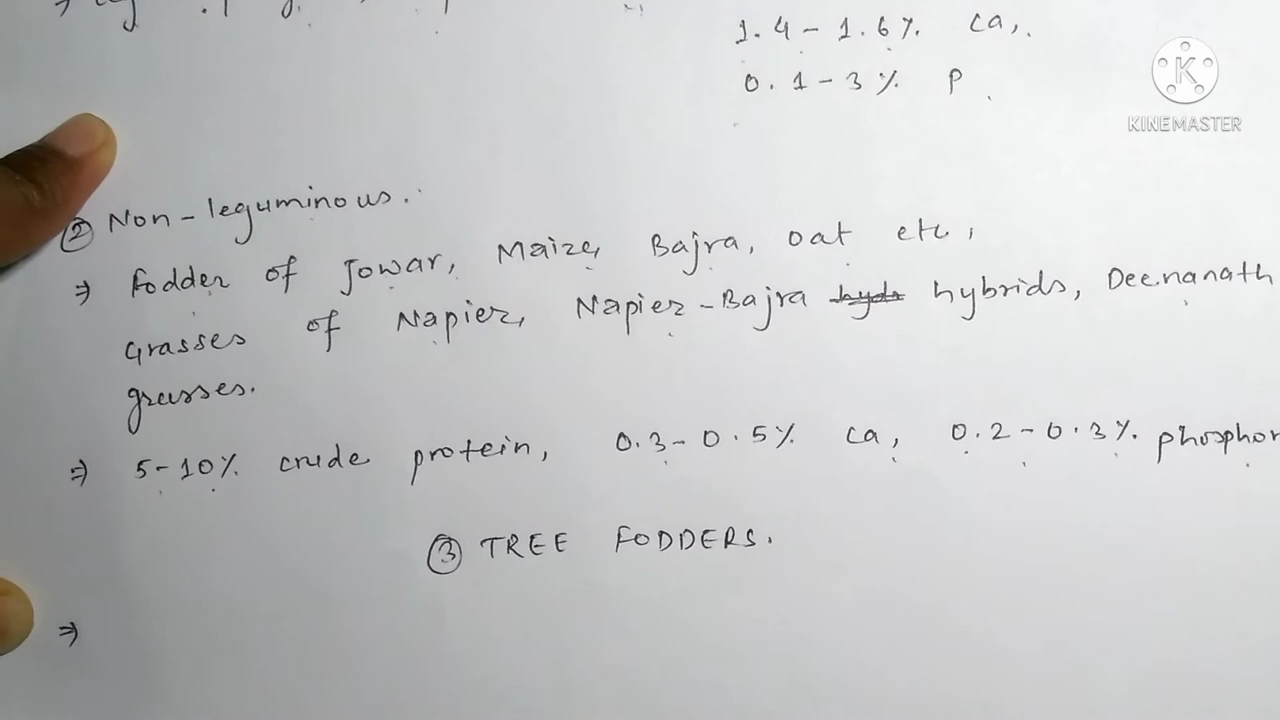 1.4 - 1.6% Ca,.
0.1 - 3% P.
KINEMASTER
② Non-leguminous.
⇒ Fodder of Jowar, Maize, Bajra, Oat etc,
Grasses of Napier, Napier-Bajra hybrids, Deenanath
grasses.
⇒ 5-10% crude protein, 0.3-0.5% Ca, 0.2-0.3% phosphor
③ TREE FODDERS.
⇒